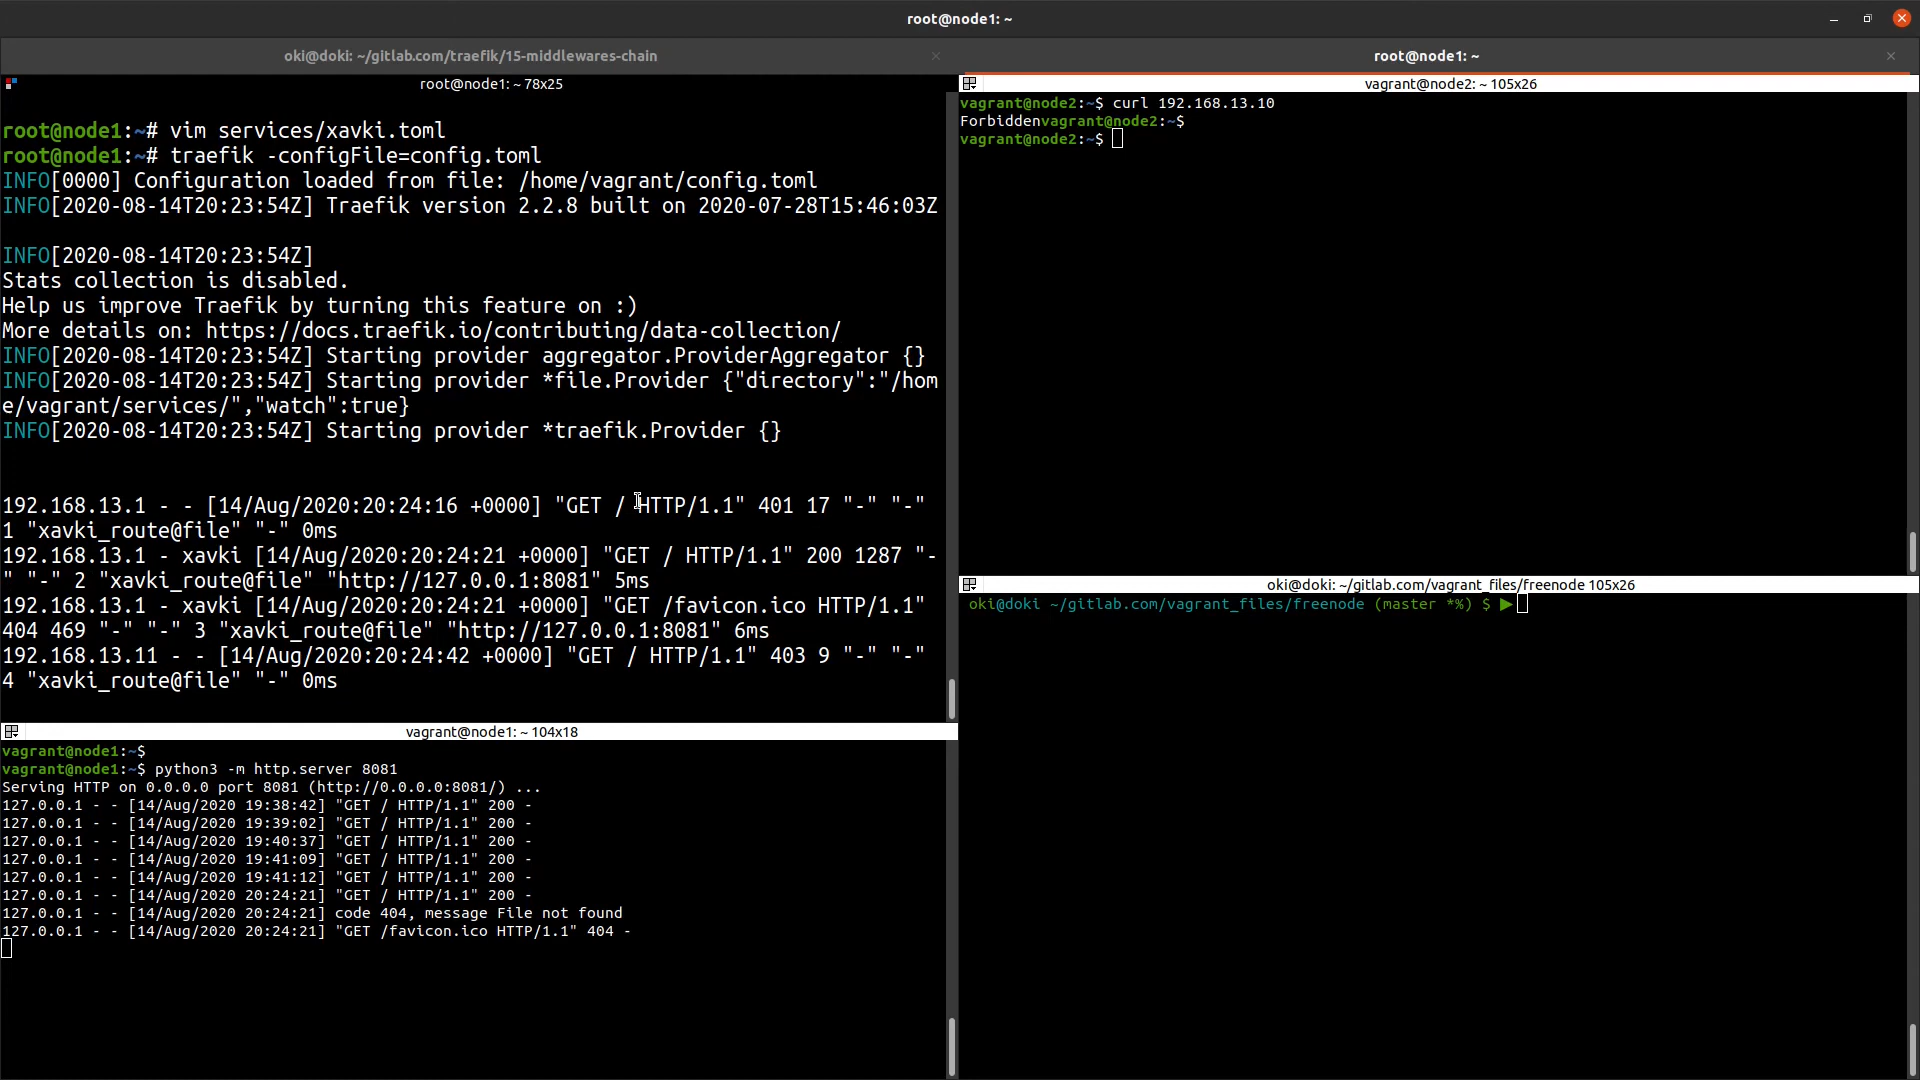 root@node1: ~
oki@doki: ~/gitlab.com/traefik/15-middlewares-chain
root@node1: ~
root@node1: ~ 78x25
root@node1:~# vim services/xavki.toml
root@node1:~# traefik -configFile=config.toml
INFO[0000] Configuration loaded from file: /home/vagrant/config.toml
INFO[2020-08-14T20:23:54Z] Traefik version 2.2.8 built on 2020-07-28T15:46:03Z
INFO[2020-08-14T20:23:54Z]
Stats collection is disabled.
Help us improve Traefik by turning this feature on :)
More details on: https://docs.traefik.io/contributing/data-collection/
INFO[2020-08-14T20:23:54Z] Starting provider aggregator.ProviderAggregator {}
INFO[2020-08-14T20:23:54Z] Starting provider *file.Provider {"directory":"/hom
e/vagrant/services/","watch":true}
INFO[2020-08-14T20:23:54Z] Starting provider *traefik.Provider {}
192.168.13.1 - - [14/Aug/2020:20:24:16 +0000] "GET / HTTP/1.1" 401 17 "-" "-"
1 "xavki_route@file" "-" 0ms
192.168.13.1 - xavki [14/Aug/2020:20:24:21 +0000] "GET / HTTP/1.1" 200 1287 "-
" "-" 2 "xavki_route@file" "http://127.0.0.1:8081" 5ms
192.168.13.1 - xavki [14/Aug/2020:20:24:21 +0000] "GET /favicon.ico HTTP/1.1"
404 469 "-" "-" 3 "xavki_route@file" "http://127.0.0.1:8081" 6ms
192.168.13.11 - - [14/Aug/2020:20:24:42 +0000] "GET / HTTP/1.1" 403 9 "-" "-"
4 "xavki_route@file" "-" 0ms
vagrant@node1: ~ 104x18
vagrant@node1:~$
vagrant@node1:~$ python3 -m http.server 8081
Serving HTTP on 0.0.0.0 port 8081 (http://0.0.0.0:8081/) ...
127.0.0.1 - - [14/Aug/2020 19:38:42] "GET / HTTP/1.1" 200 -
127.0.0.1 - - [14/Aug/2020 19:39:02] "GET / HTTP/1.1" 200 -
127.0.0.1 - - [14/Aug/2020 19:40:37] "GET / HTTP/1.1" 200 -
127.0.0.1 - - [14/Aug/2020 19:41:09] "GET / HTTP/1.1" 200 -
127.0.0.1 - - [14/Aug/2020 19:41:12] "GET / HTTP/1.1" 200 -
127.0.0.1 - - [14/Aug/2020 20:24:21] "GET / HTTP/1.1" 200 -
127.0.0.1 - - [14/Aug/2020 20:24:21] code 404, message File not found
127.0.0.1 - - [14/Aug/2020 20:24:21] "GET /favicon.ico HTTP/1.1" 404 -
vagrant@node2: ~ 105x26
vagrant@node2:~$ curl 192.168.13.10
Forbiddenvagrant@node2:~$
vagrant@node2:~$
oki@doki: ~/gitlab.com/vagrant_files/freenode 105x26
oki@doki ~/gitlab.com/vagrant_files/freenode (master *%) $ ▶